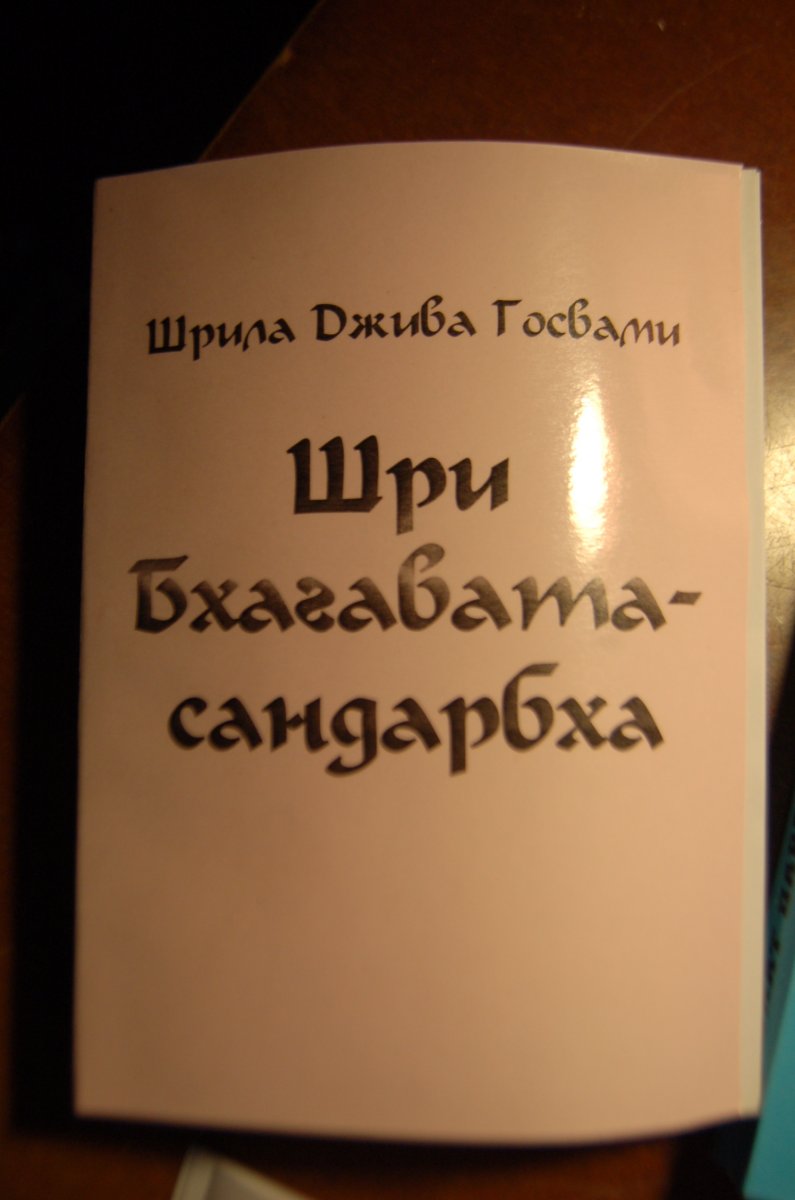 Шрила Джива Госвами
Шри
Бхагавата-
сандарбха